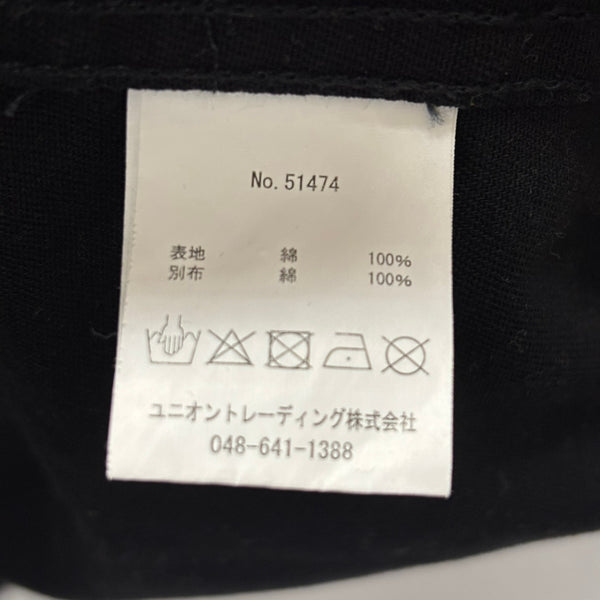 No. 51474
表地 綿 100%
別布 綿 100%
ユニオントレーディング株式会社
048-641-1388